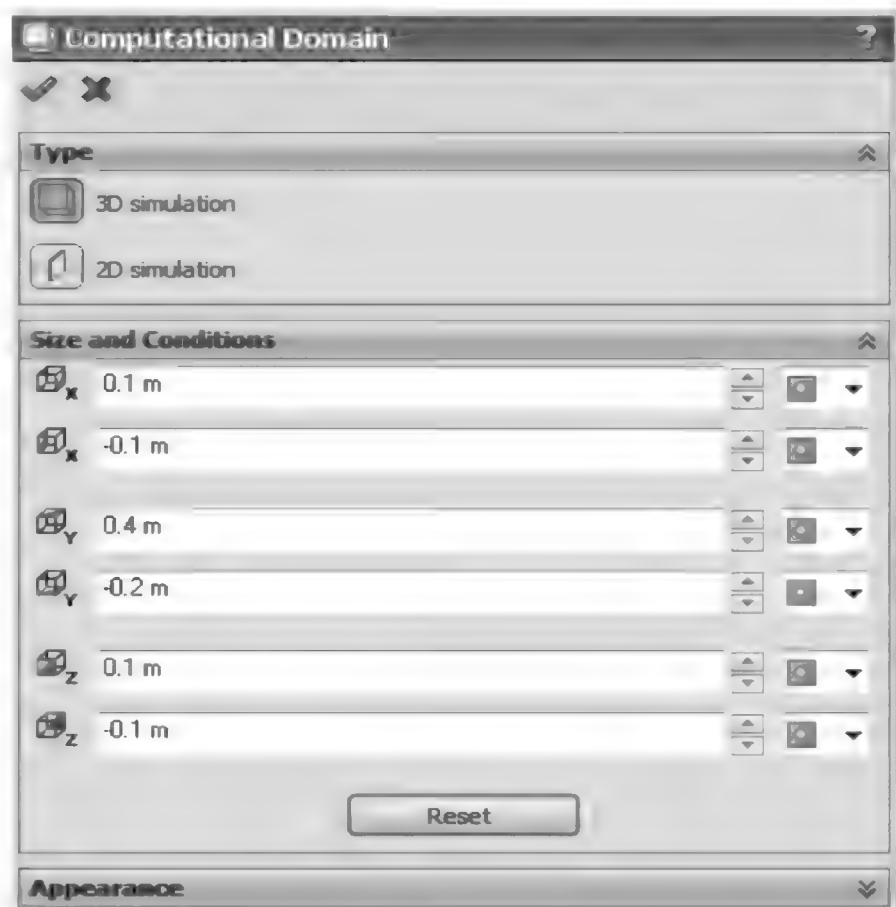 Computational Domain ?
Type
3D simulation
2D simulation
Size and Conditions
X 0.1 m
X -0.1 m
Y 0.4 m
Y -0.2 m
Z 0.1 m
Z -0.1 m
Reset
Appearance